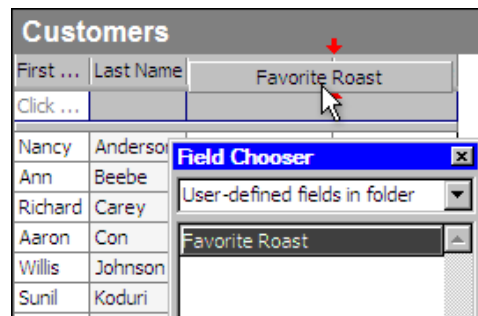 Customers
First ... Last Name Favorite Roast
Click ...
Nancy Anderson
Ann Beebe
Richard Carey
Aaron Con
Willis Johnson
Sunil Koduri
Field Chooser
User-defined fields in folder
Favorite Roast